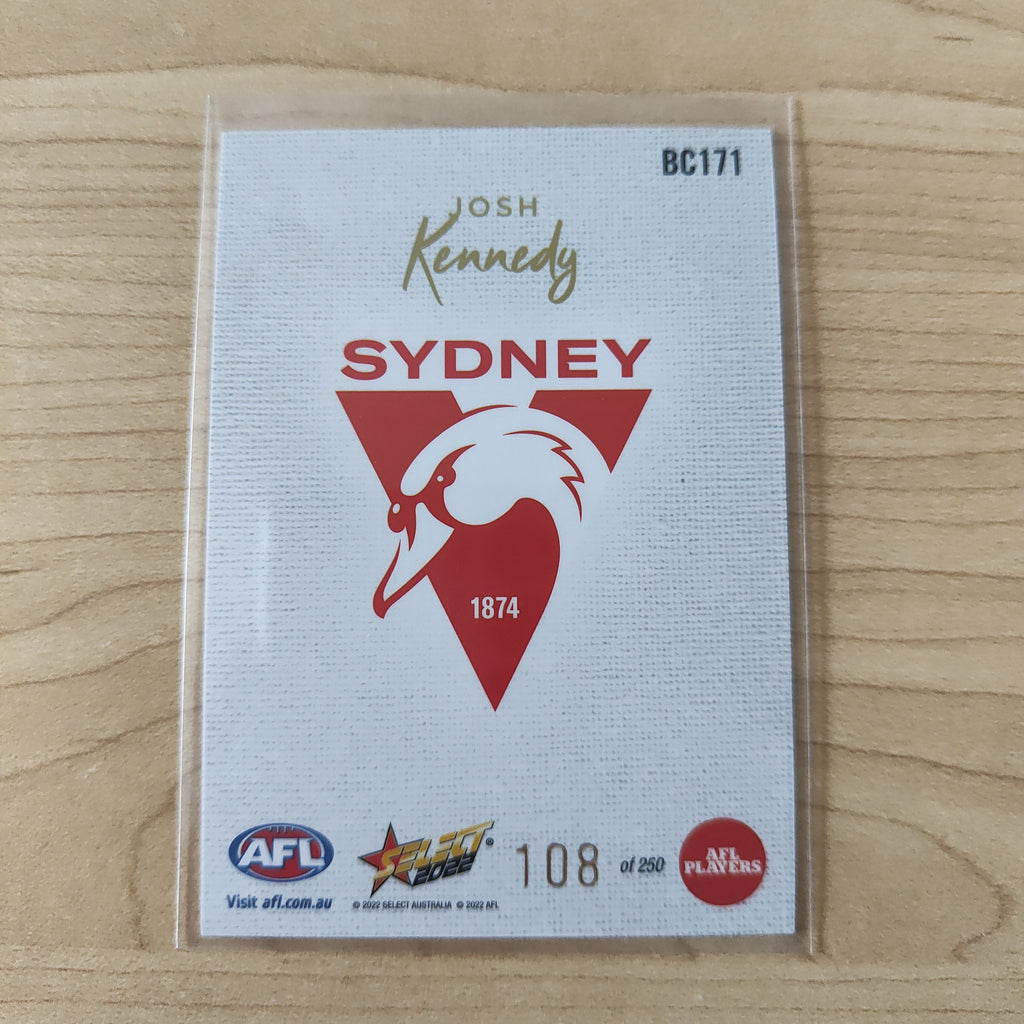 BC171
JOSH
Kennedy
SYDNEY
1874
AFL
Visit afl.com.au
SELECT
2022
© 2022 SELECT AUSTRALIA © 2022 AFL
108 of 250
AFL
PLAYERS